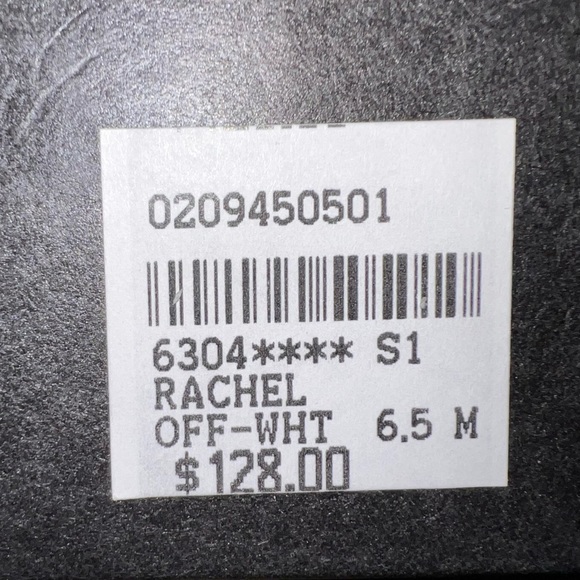 0209450501
6304**** S1
RACHEL
OFF-WHT 6.5 M
$128.00